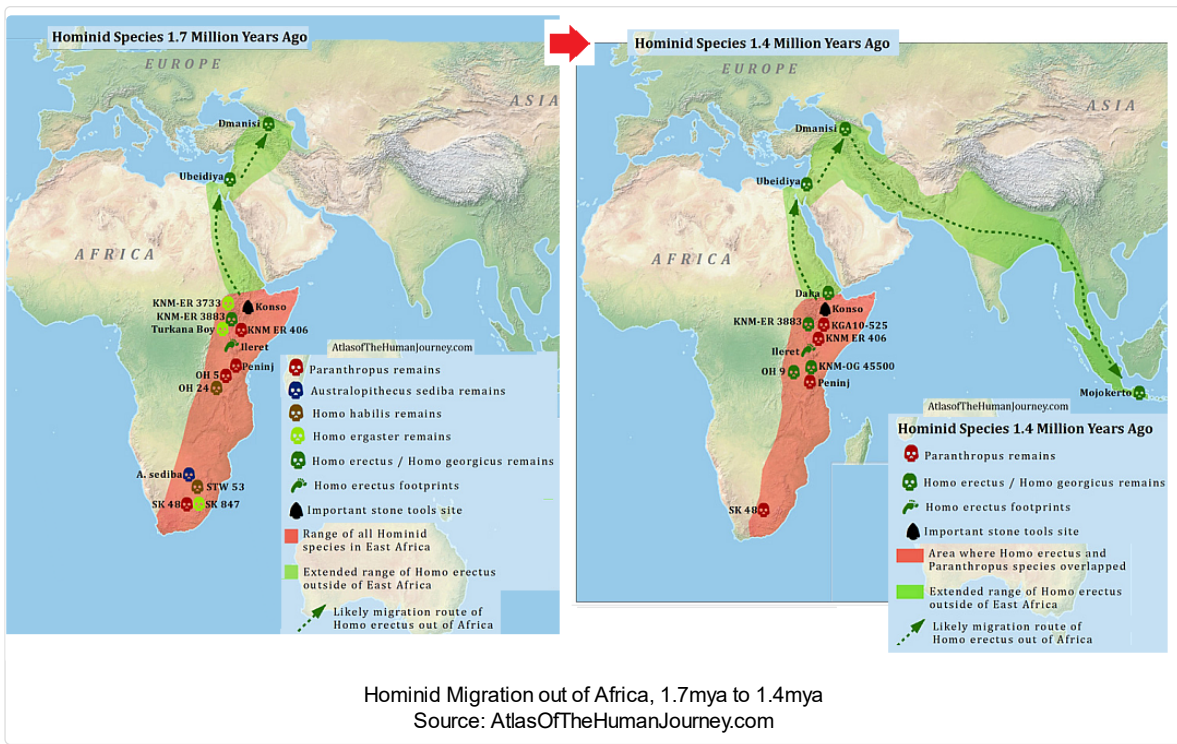 Hominid Species 1.7 Million Years Ago
EUROPE
ASIA
Dmanisi
Ubeidiya
AFRICA
KNM-ER 3733
Konso
KNM-ER 3883
Turkana Boy
KNM ER 406
Ileret
Peninj
OH 5
OH 24
A. sediba
STW 53
SK 48
SK 847
AtlasofTheHumanJourney.com
Paranthropus remains
Australopithecus sediba remains
Homo habilis remains
Homo ergaster remains
Homo erectus / Homo georgicus remains
Homo erectus footprints
Important stone tools site
Range of all Hominid
species in East Africa
Extended range of Homo erectus
outside of East Africa
Likely migration route of
Homo erectus out of Africa
Hominid Species 1.4 Million Years Ago
EUROPE
ASIA
Dmanisi
Ubeidiya
AFRICA
Daka
Konso
KNM-ER 3883
KGA10-525
KNM ER 406
Ileret
OH 9
KNM-OG 45500
Peninj
SK 48
Mojokerto
AtlasofTheHumanJourney.com
Hominid Species 1.4 Million Years Ago
Paranthropus remains
Homo erectus / Homo georgicus remains
Homo erectus footprints
Important stone tools site
Area where Homo erectus and
Paranthropus species overlapped
Extended range of Homo erectus
outside of East Africa
Likely migration route of
Homo erectus out of Africa
Hominid Migration out of Africa, 1.7mya to 1.4mya
Source: AtlasOfTheHumanJourney.com